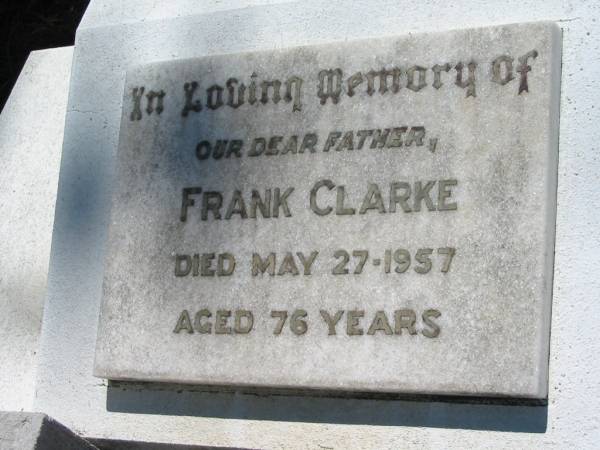 In Loving Memory of
OUR DEAR FATHER,
FRANK CLARKE
DIED MAY 27-1957
AGED 76 YEARS